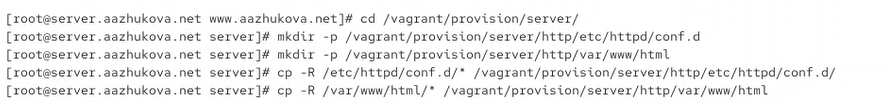 [root@server.aazhukova.net www.aazhukova.net]# cd /vagrant/provision/server/
[root@server.aazhukova.net server]# mkdir -p /vagrant/provision/server/http/etc/httpd/conf.d
[root@server.aazhukova.net server]# mkdir -p /vagrant/provision/server/http/var/www/html
[root@server.aazhukova.net server]# cp -R /etc/httpd/conf.d/* /vagrant/provision/server/http/etc/httpd/conf.d/
[root@server.aazhukova.net server]# cp -R /var/www/html/* /vagrant/provision/server/http/var/www/html